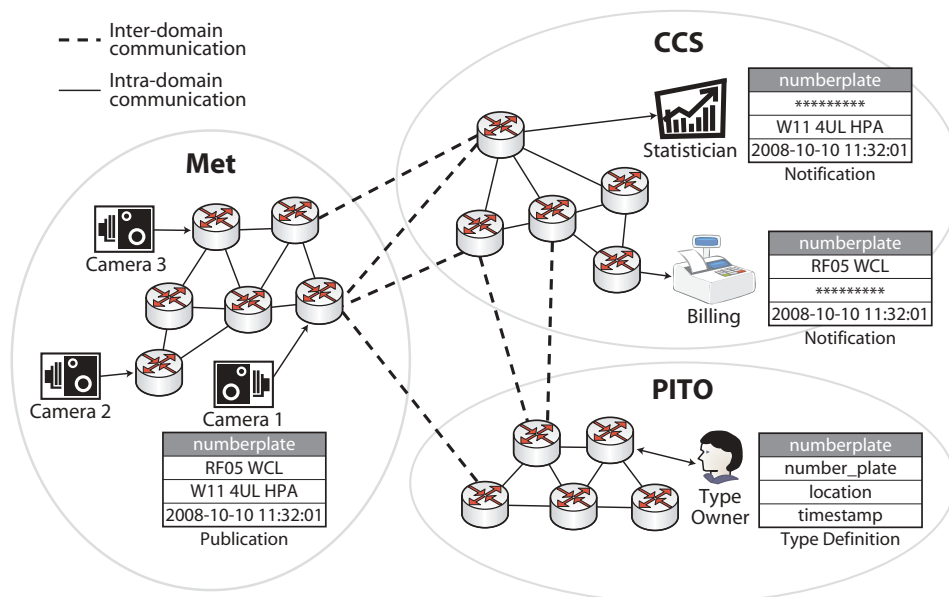 Inter-domain
communication
Intra-domain
communication
CCS
numberplate
*********
W11 4UL HPA
2008-10-10 11:32:01
Notification
Statistician
Met
Camera 3
numberplate
RF05 WCL
*********
2008-10-10 11:32:01
Notification
Billing
Camera 2
Camera 1
numberplate
RF05 WCL
W11 4UL HPA
2008-10-10 11:32:01
Publication
PITO
Type
Owner
numberplate
number_plate
location
timestamp
Type Definition